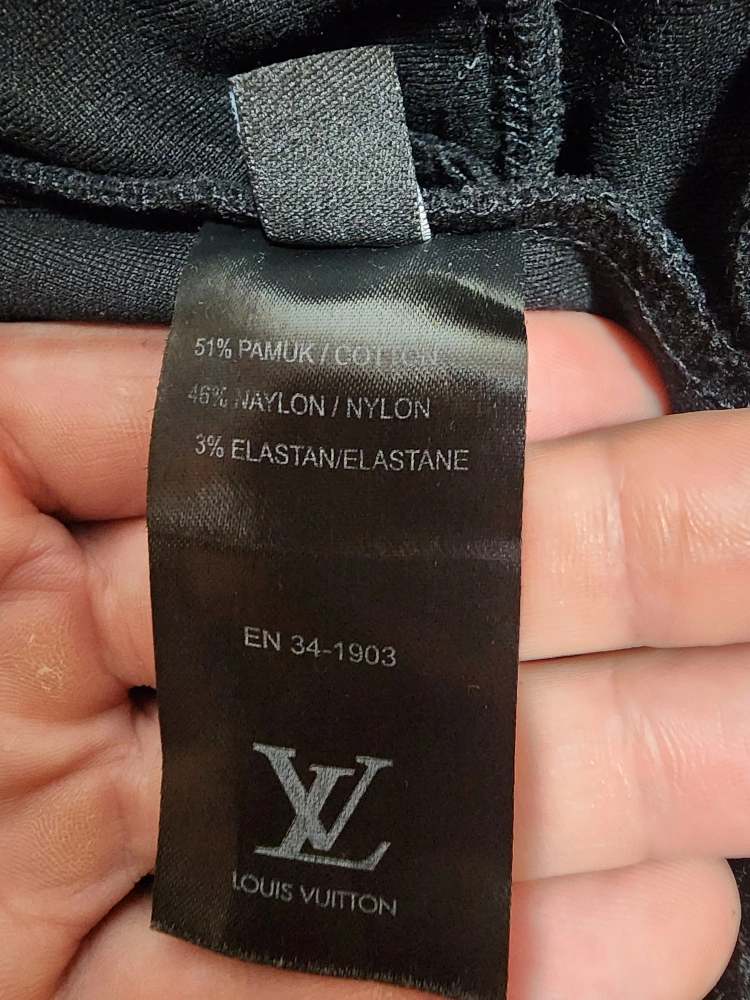 51% PAMUK / COTTON
46% NAYLON / NYLON
3% ELASTAN/ELASTANE
EN 34-1903
LV
LOUIS VUITTON